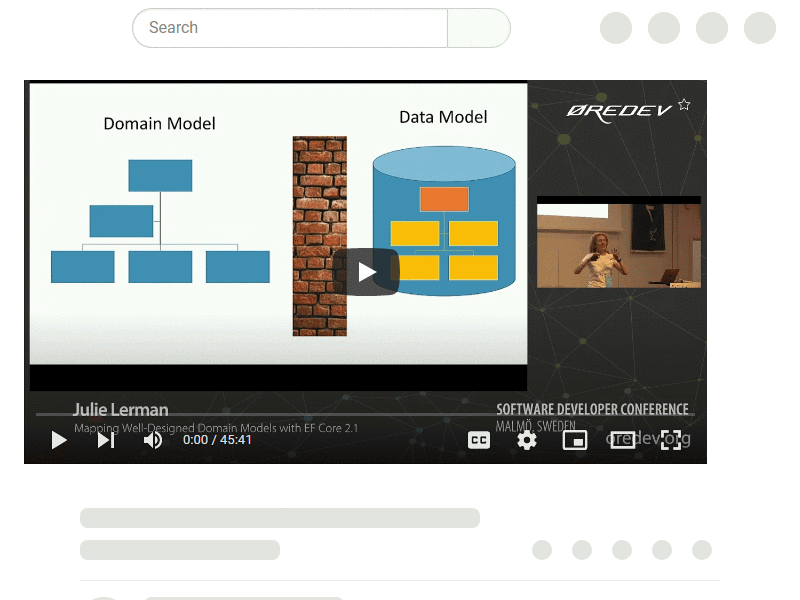 Search
Domain Model
Data Model
ØREDEV
Julie Lerman
Mapping Well-Designed Domain Models with EF Core 2.1
SOFTWARE DEVELOPER CONFERENCE
MALMÖ, SWEDEN
oredev.org
0:00 / 45:41
CC